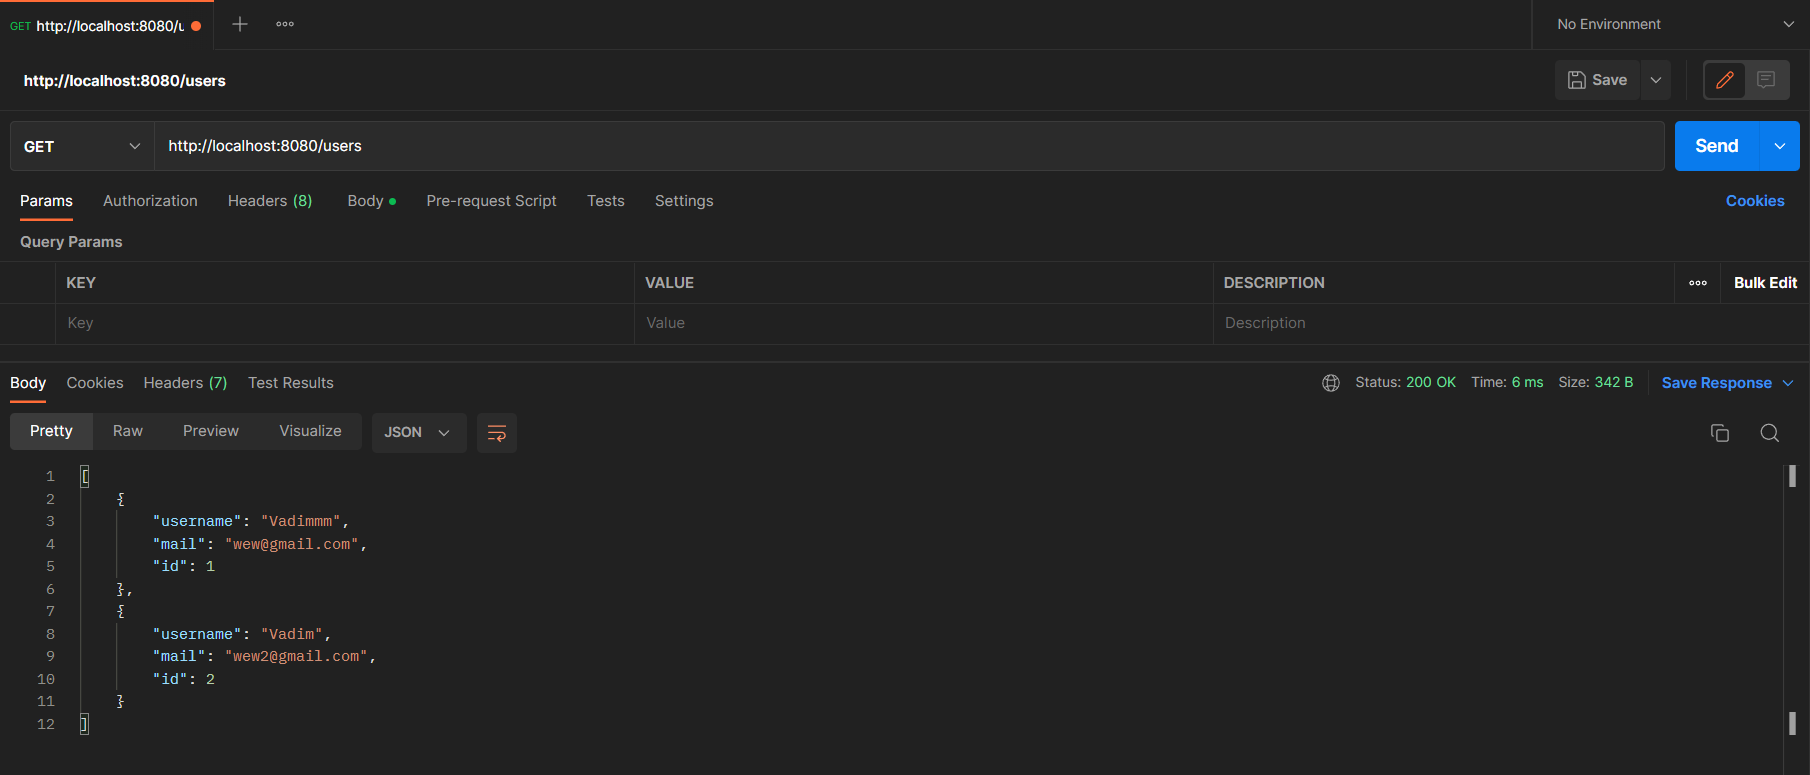 GET http://localhost:8080/u
No Environment
http://localhost:8080/users
Save
GET http://localhost:8080/users Send
Params Authorization Headers (8) Body Pre-request Script Tests Settings Cookies
Query Params
KEY VALUE DESCRIPTION Bulk Edit
Key Value Description
Body Cookies Headers (7) Test Results Status: 200 OK Time: 6 ms Size: 342 B Save Response
Pretty Raw Preview Visualize JSON
1 [
2 {
3 "username": "Vadimmm",
4 "mail": "wew@gmail.com",
5 "id": 1
6 },
7 {
8 "username": "Vadim",
9 "mail": "wew2@gmail.com",
10 "id": 2
11 }
12 ]